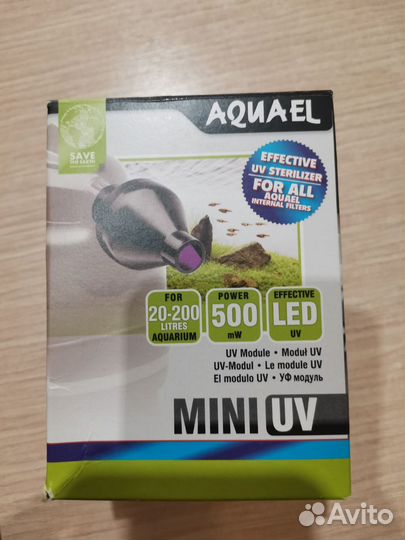 AQUAEL
SAVE
THE EARTH
EFFECTIVE
UV STERILIZER
FOR ALL
AQUAEL
INTERNAL FILTERS
FOR
20-200
LITRES
AQUARIUM
POWER
500
mW
EFFECTIVE
LED
UV
UV Module • Moduł UV
UV-Modul • Le module UV
El modulo UV • УФ модуль
MINI UV
Avito